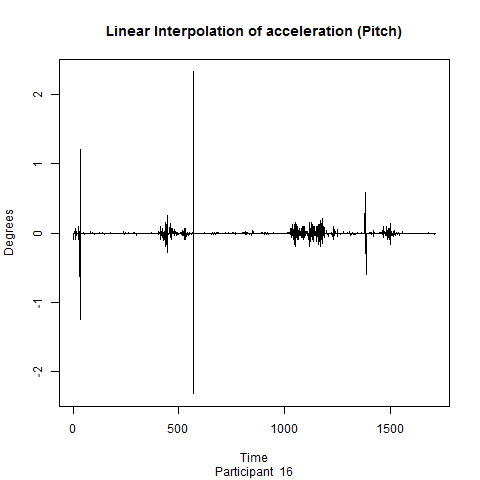 Linear Interpolation of acceleration (Pitch)
Degrees
2
1
0
-1
-2
0 500 1000 1500
Time
Participant 16